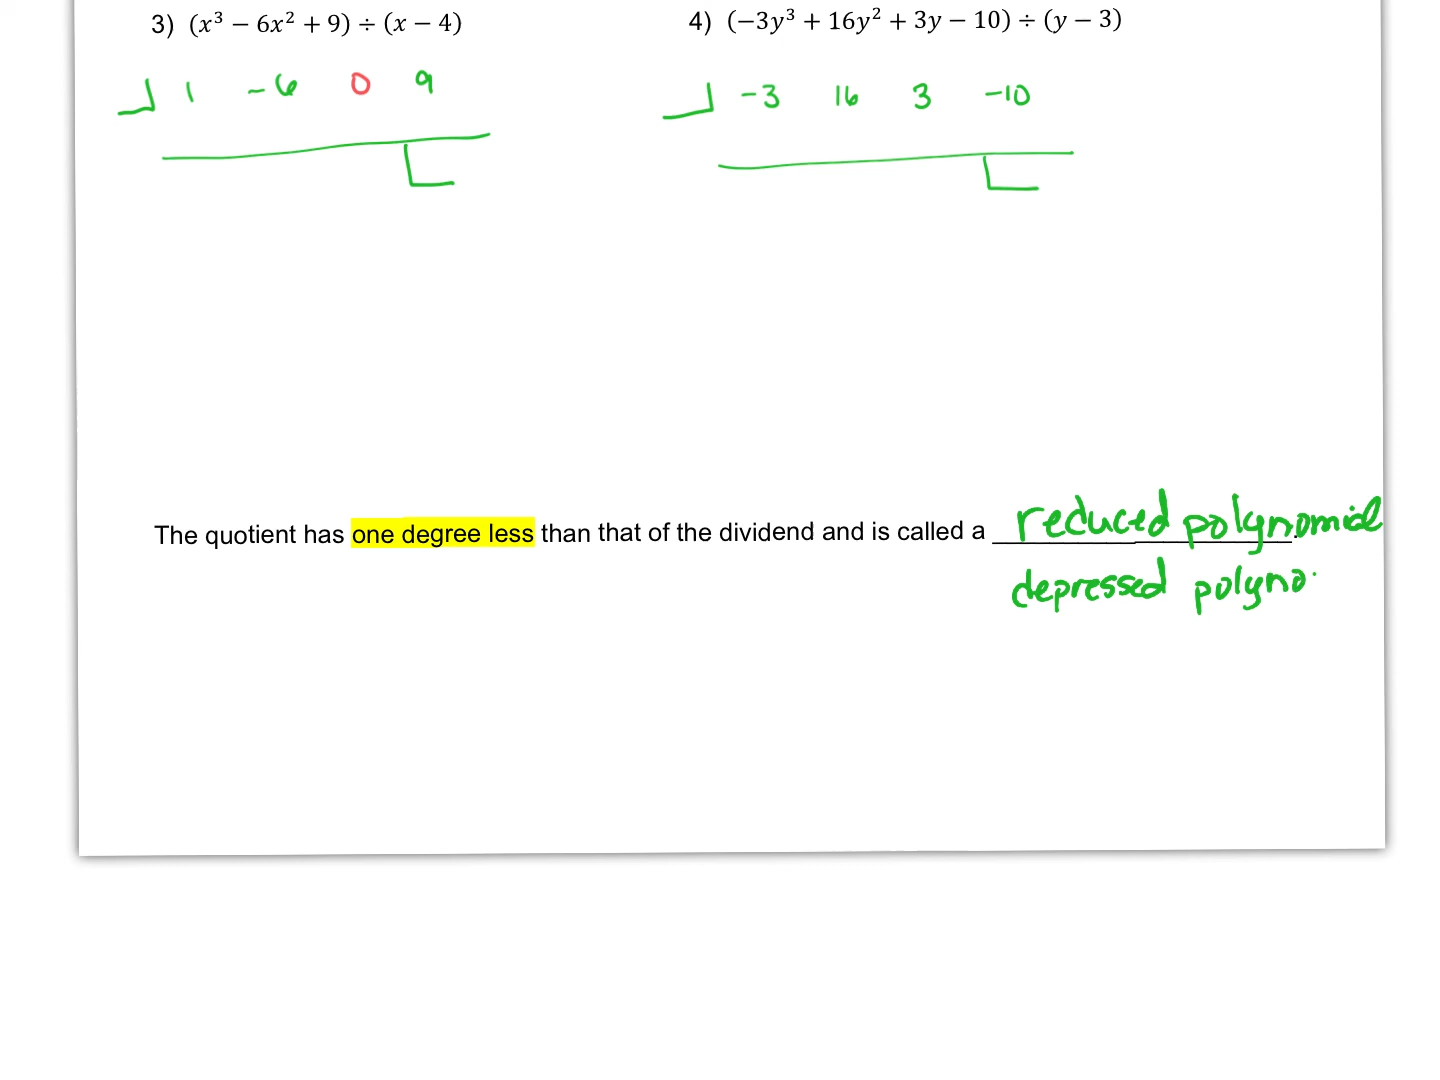 3) (x³ − 6x² + 9) ÷ (x − 4)
4) (−3y³ + 16y² + 3y − 10) ÷ (y − 3)
1 -6 0 9
-3 16 3 -10
The quotient has one degree less than that of the dividend and is called a reduced polynomial.
depressed polyno